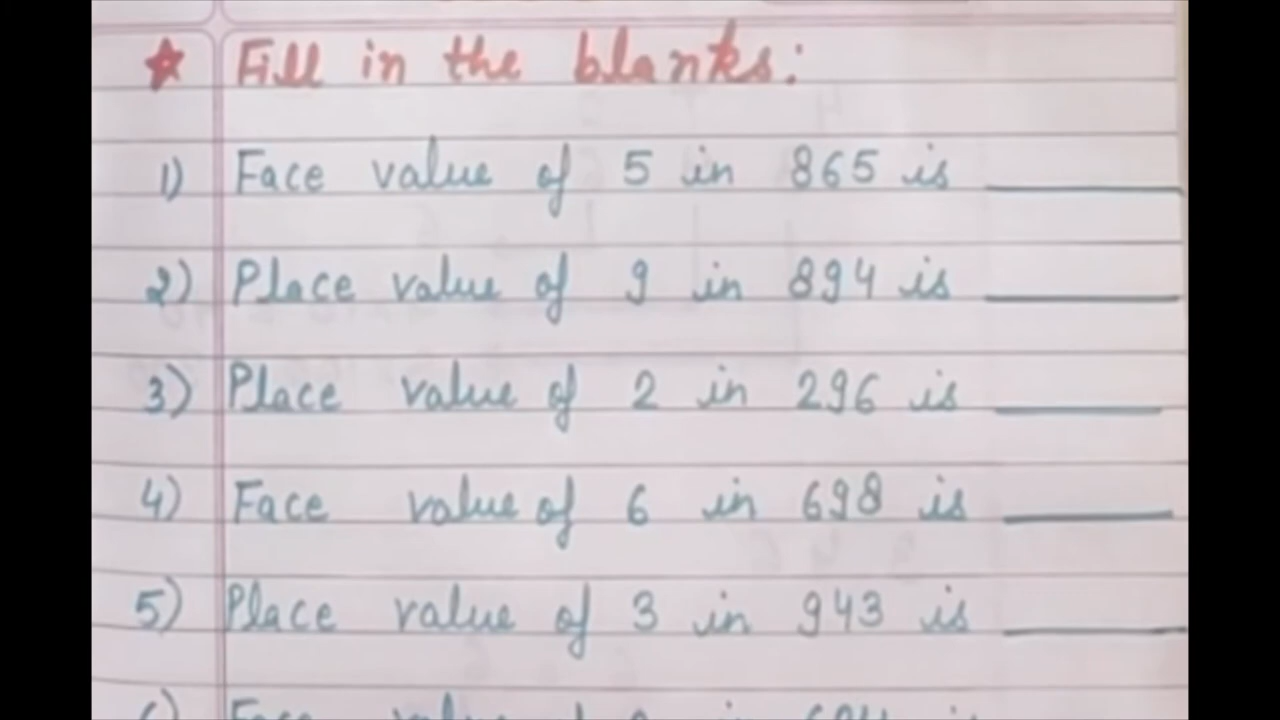 ★ Fill in the blanks:
1) Face value of 5 in 865 is
2) Place value of 9 in 894 is
3) Place value of 2 in 296 is
4) Face value of 6 in 698 is
5) Place value of 3 in 943 is